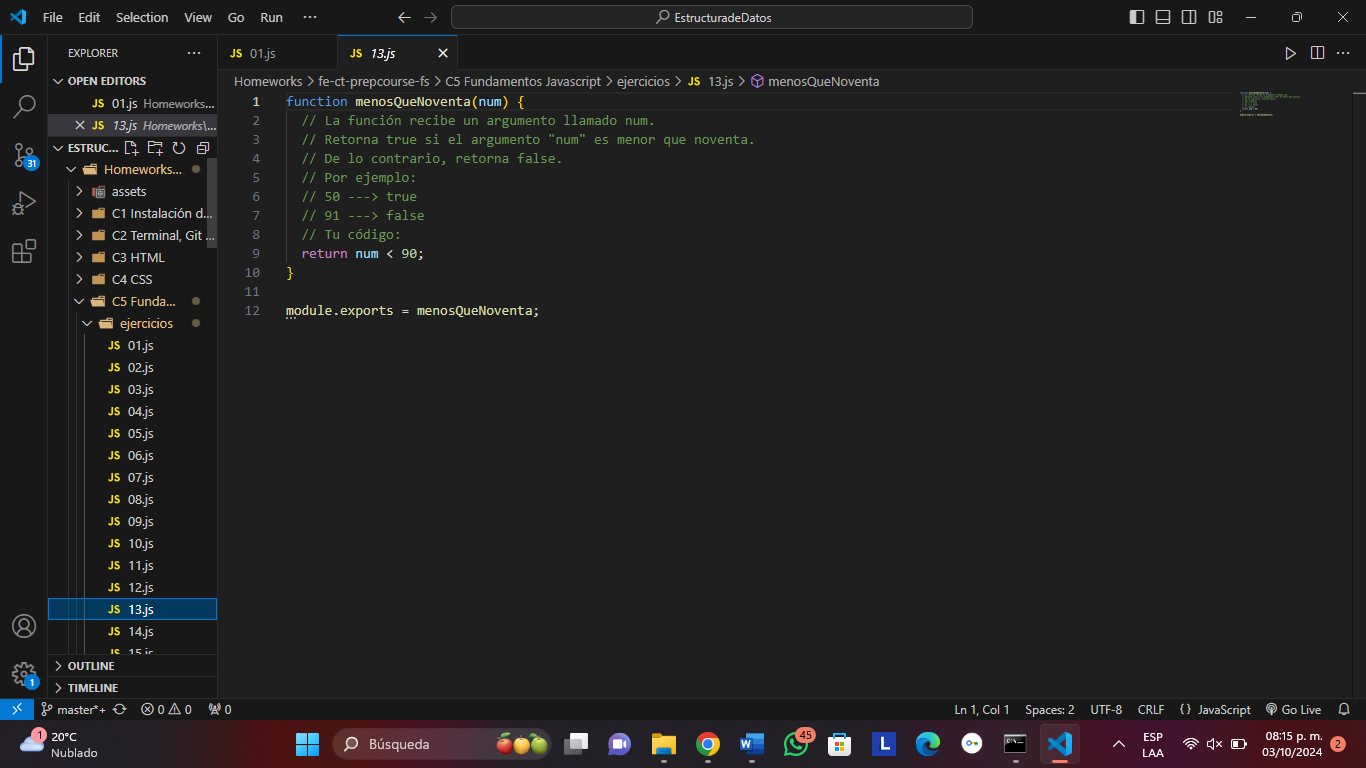 File Edit Selection View Go Run ···
EstructuradeDatos
EXPLORER ···
JS 01.js
JS 13.js
OPEN EDITORS
JS 01.js Homeworks...
JS 13.js Homeworks\...
ESTRUC...
Homeworks...
assets
C1 Instalación d...
C2 Terminal, Git ...
C3 HTML
C4 CSS
C5 Funda...
ejercicios
JS 01.js
JS 02.js
JS 03.js
JS 04.js
JS 05.js
JS 06.js
JS 07.js
JS 08.js
JS 09.js
JS 10.js
JS 11.js
JS 12.js
JS 13.js
JS 14.js
JS 15.js
OUTLINE
TIMELINE
31
1
Homeworks > fe-ct-prepcourse-fs > C5 Fundamentos Javascript > ejercicios > JS 13.js > menosQueNoventa
1 function menosQueNoventa(num) {
2 // La función recibe un argumento llamado num.
3 // Retorna true si el argumento "num" es menor que noventa.
4 // De lo contrario, retorna false.
5 // Por ejemplo:
6 // 50 ---> true
7 // 91 ---> false
8 // Tu código:
9 return num < 90;
10 }
11
12 module.exports = menosQueNoventa;
master*+ 0 0 0
Ln 1, Col 1 Spaces: 2 UTF-8 CRLF {} JavaScript Go Live
1
20°C
Nublado
Búsqueda
W
45
L
ESP
LAA
08:15 p. m.
03/10/2024
2